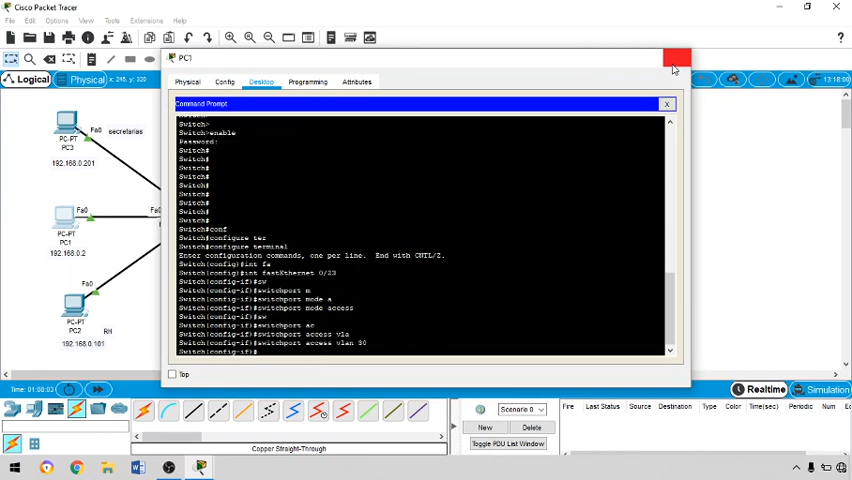 Cisco Packet Tracer
File Edit Options View Tools Extensions Help
Logical
Physical
x: 245, y: 320
13:18:00
PC1
Physical Config Desktop Programming Attributes
Command Prompt
X
Switch>
Switch>enable
Password:
Switch#
Switch#
Switch#
Switch#
Switch#
Switch#
Switch#
Switch#
Switch#conf
Switch#configure ter
Switch#configure terminal
Enter configuration commands, one per line. End with CNTL/Z.
Switch(config)#int fa
Switch(config)#int fastEthernet 0/23
Switch(config-if)#sw
Switch(config-if)#switchport m
Switch(config-if)#switchport mode a
Switch(config-if)#switchport mode access
Switch(config-if)#sw
Switch(config-if)#switchport ac
Switch(config-if)#switchport access vla
Switch(config-if)#switchport access vlan 30
Switch(config-if)#
Top
Fa0 secretarias
PC-PT
PC3
192.168.0.201
Fa0
Fa0
PC-PT
PC1
192.168.0.2
Fa0
PC-PT
PC2
RH
192.168.0.101
Time: 01:08:03
Realtime
Simulation
Scenario 0
New
Delete
Toggle PDU List Window
Fire Last Status Source Destination Type Color Time(sec) Periodic Num
Copper Straight-Through